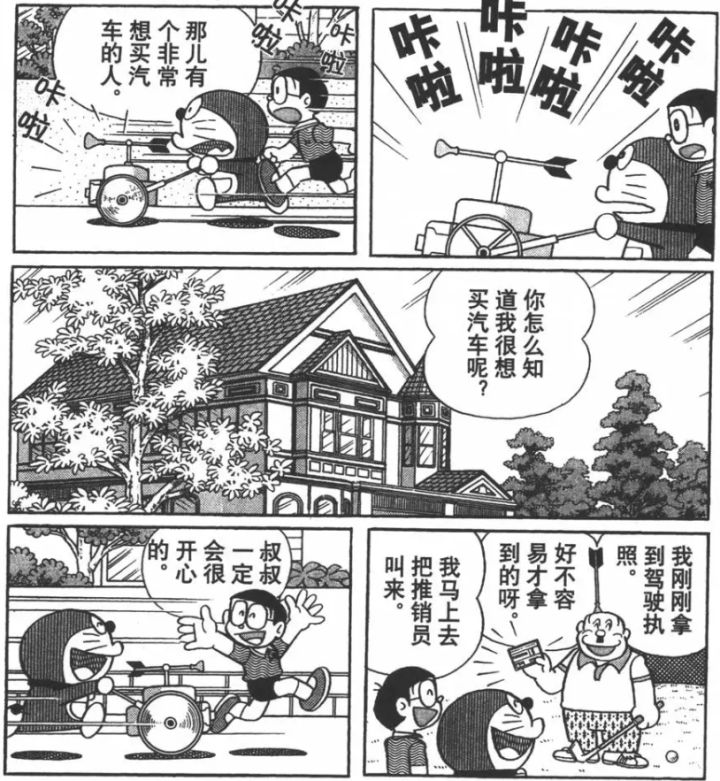 咔啦
咔啦
咔啦
咔啦
咔啦
咔啦
那儿有
个非常
想买汽
车的人。
咔啦
你怎么知
道我很想
买汽车呢?
我刚刚拿
到驾驶执
照。
好不容
易才拿
到的呀。
我马上去
把推销员
叫来。
叔叔
一定
会很
开心
的。